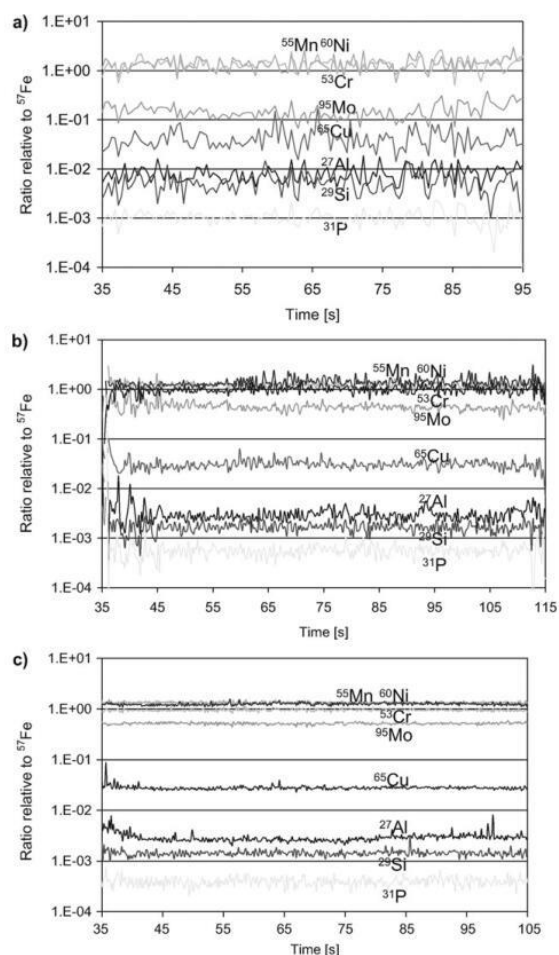 a)
Ratio relative to ⁵⁷Fe
1.E+01
1.E+00
1.E-01
1.E-02
1.E-03
1.E-04
⁵⁵Mn ⁶⁰Ni
⁵³Cr
⁹⁵Mo
⁶⁵Cu
²⁷Al
²⁹Si
³¹P
35 45 55 65 75 85 95
Time [s]
b)
Ratio relative to ⁵⁷Fe
1.E+01
1.E+00
1.E-01
1.E-02
1.E-03
1.E-04
⁵⁵Mn ⁶⁰Ni
⁵³Cr
⁹⁵Mo
⁶⁵Cu
²⁷Al
²⁹Si
³¹P
35 45 55 65 75 85 95 105 115
Time [s]
c)
Ratio relative to ⁵⁷Fe
1.E+01
1.E+00
1.E-01
1.E-02
1.E-03
1.E-04
⁵⁵Mn ⁶⁰Ni
⁵³Cr
⁹⁵Mo
⁶⁵Cu
²⁷Al
²⁹Si
³¹P
35 45 55 65 75 85 95 105
Time [s]